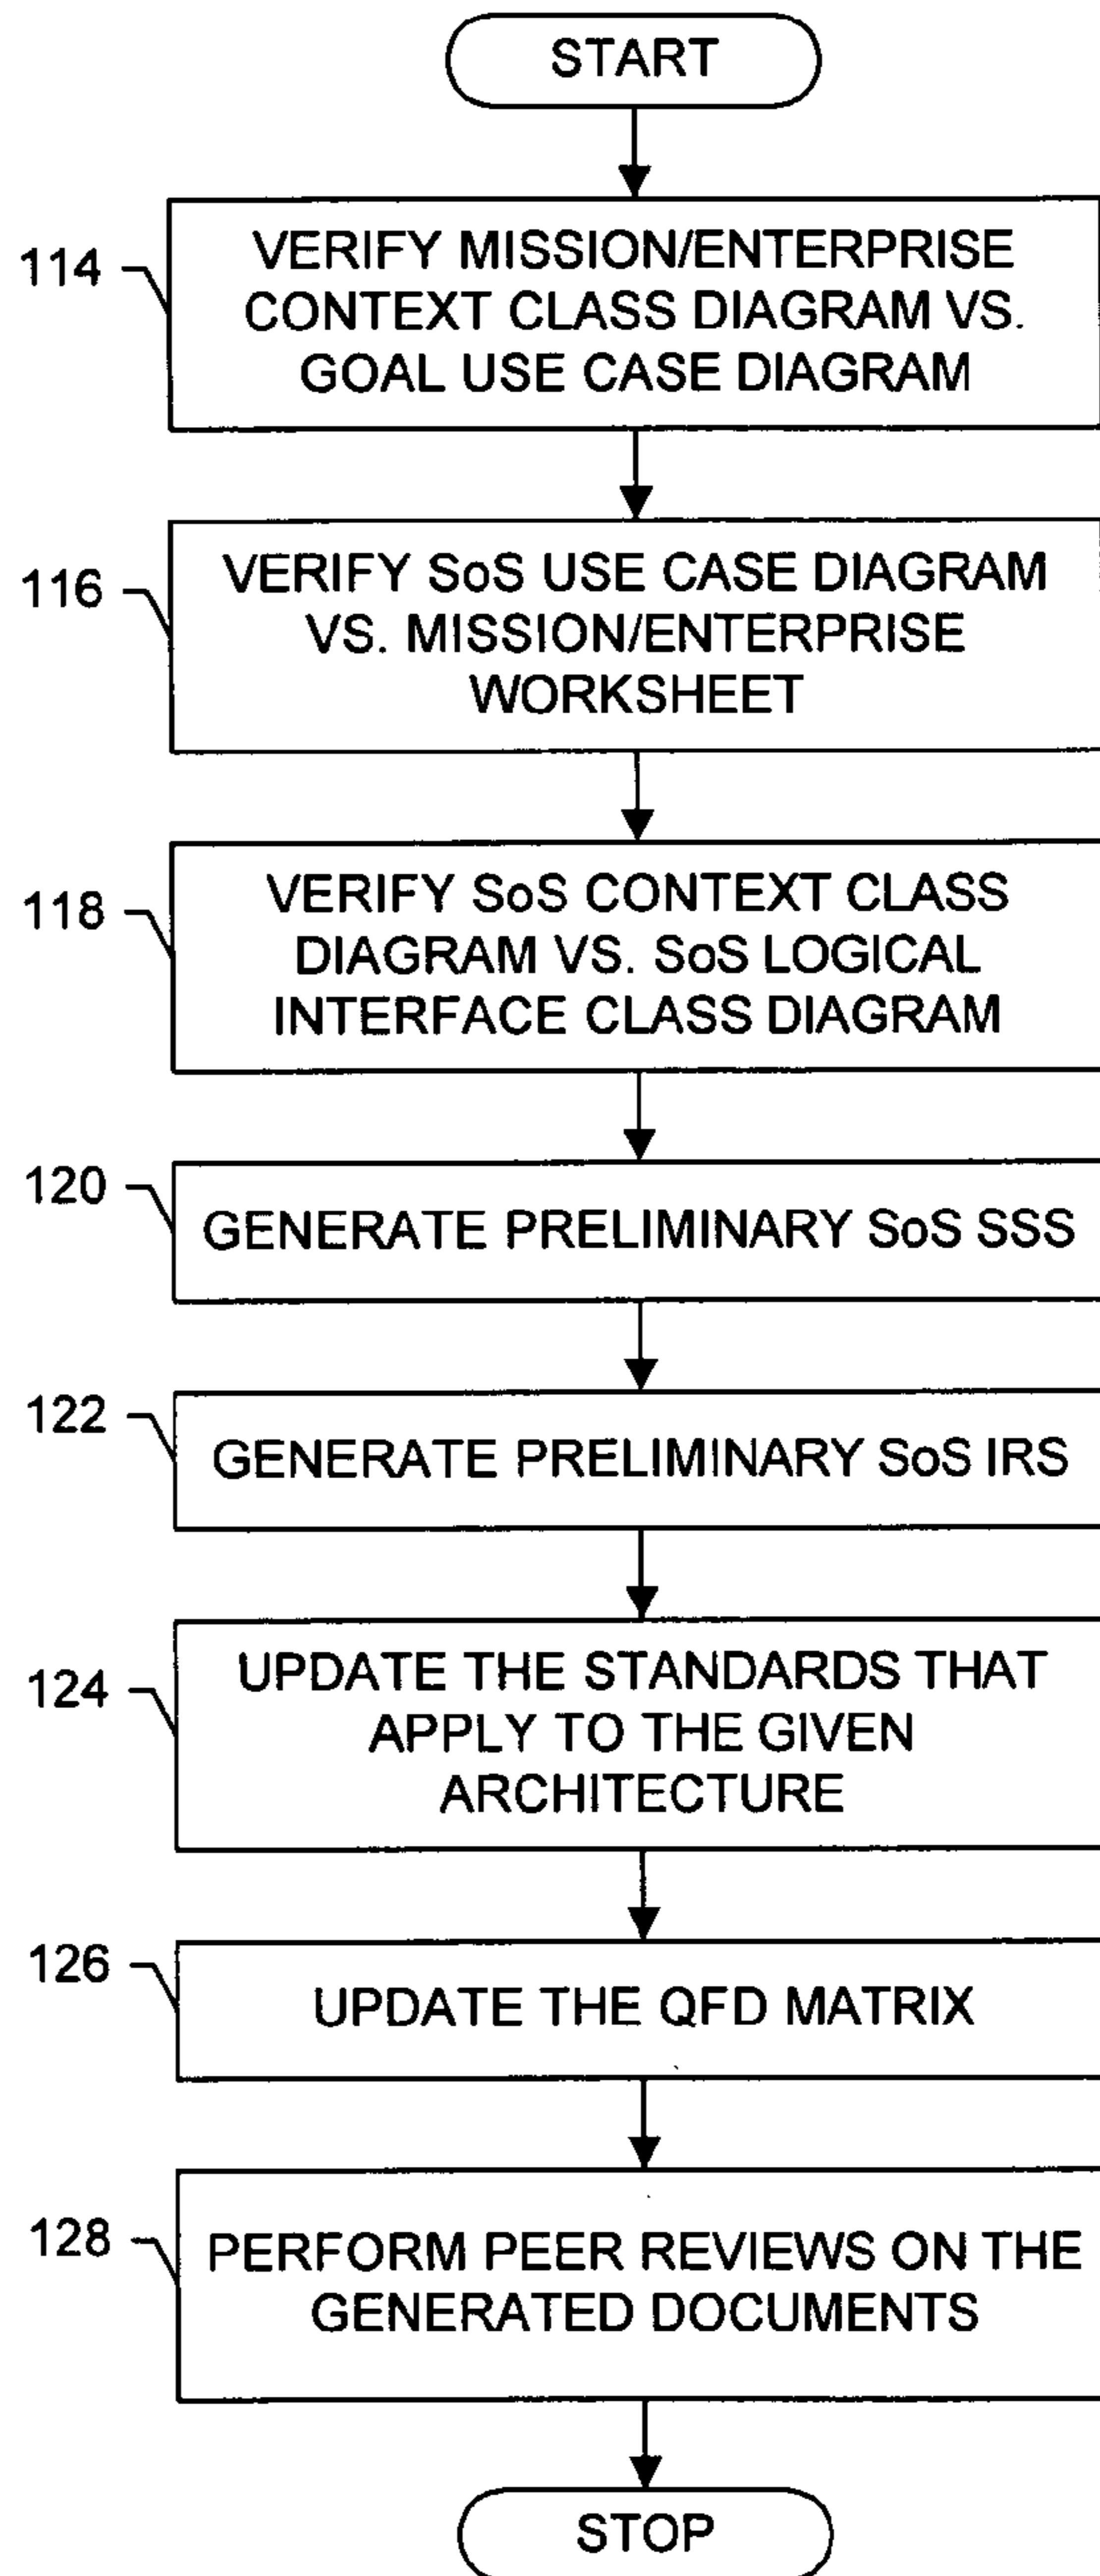 START
114
VERIFY MISSION/ENTERPRISE
CONTEXT CLASS DIAGRAM VS.
GOAL USE CASE DIAGRAM
116
VERIFY SoS USE CASE DIAGRAM
VS. MISSION/ENTERPRISE
WORKSHEET
118
VERIFY SoS CONTEXT CLASS
DIAGRAM VS. SoS LOGICAL
INTERFACE CLASS DIAGRAM
120
GENERATE PRELIMINARY SoS SSS
122
GENERATE PRELIMINARY SoS IRS
124
UPDATE THE STANDARDS THAT
APPLY TO THE GIVEN
ARCHITECTURE
126
UPDATE THE QFD MATRIX
128
PERFORM PEER REVIEWS ON THE
GENERATED DOCUMENTS
STOP